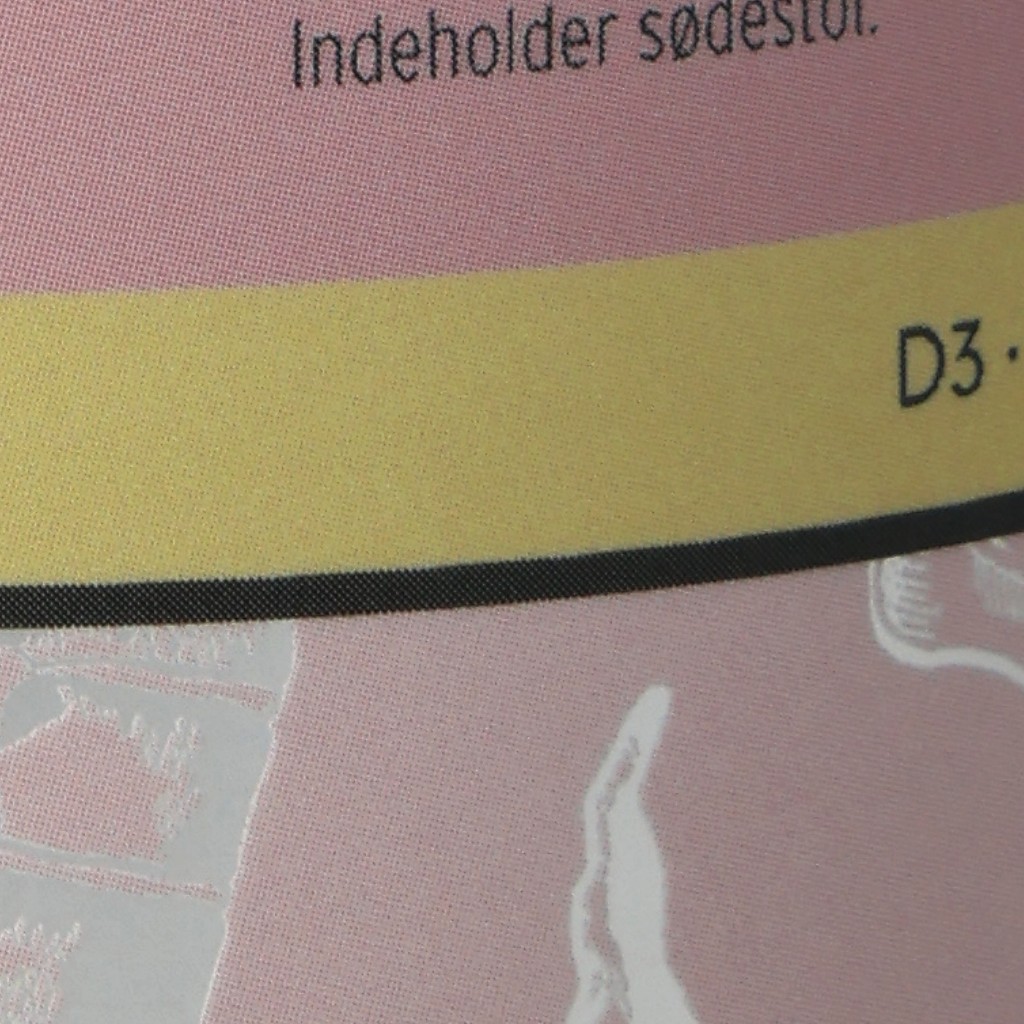 Indeholder sødestof.
D3 ·